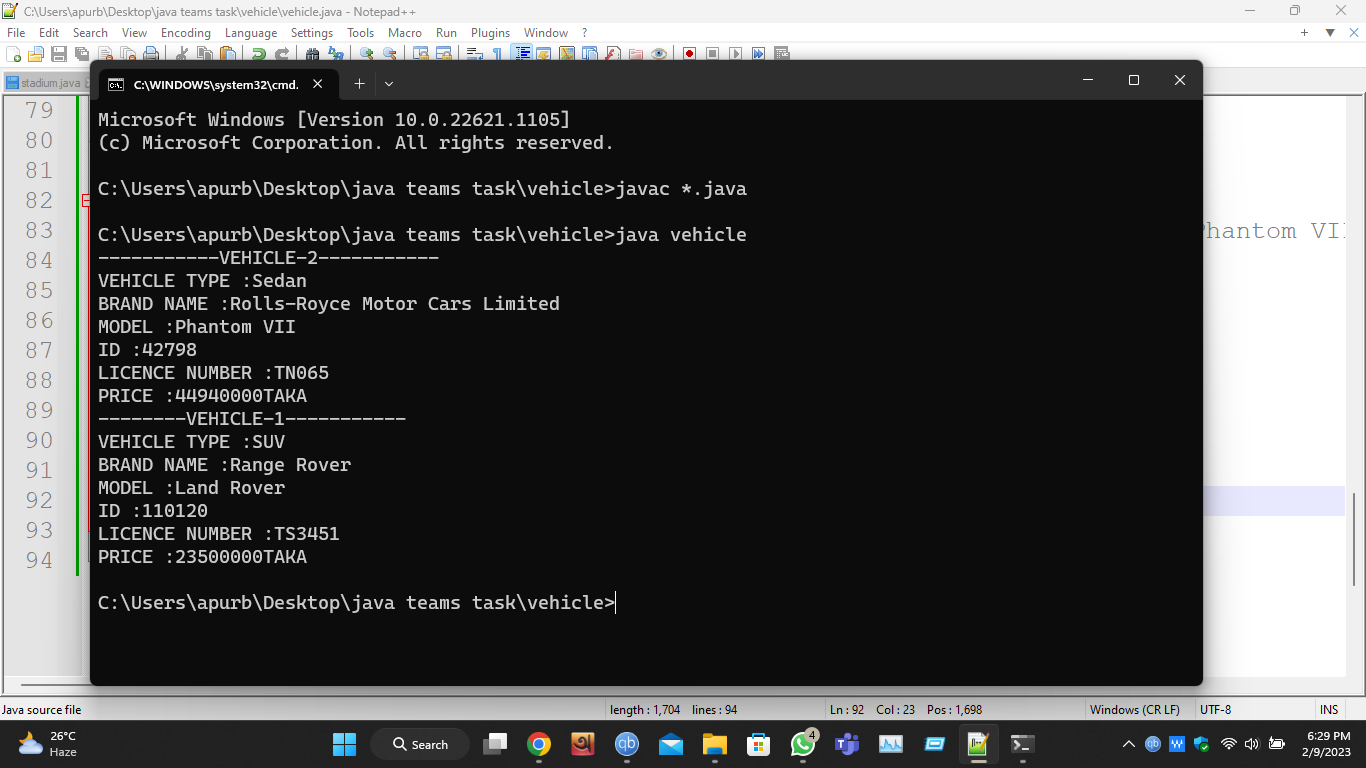 C:\Users\apurb\Desktop\java teams task\vehicle\vehicle.java - Notepad++
File Edit Search View Encoding Language Settings Tools Macro Run Plugins Window ?
stadium.java
C:\WINDOWS\system32\cmd.
79
80
81
82
83
84
85
86
87
88
89
90
91
92
93
94
Phantom VII
Microsoft Windows [Version 10.0.22621.1105]
(c) Microsoft Corporation. All rights reserved.
C:\Users\apurb\Desktop\java teams task\vehicle>javac *.java
C:\Users\apurb\Desktop\java teams task\vehicle>java vehicle
-----------VEHICLE-2-----------
VEHICLE TYPE :Sedan
BRAND NAME :Rolls-Royce Motor Cars Limited
MODEL :Phantom VII
ID :42798
LICENCE NUMBER :TN065
PRICE :44940000TAKA
--------VEHICLE-1-----------
VEHICLE TYPE :SUV
BRAND NAME :Range Rover
MODEL :Land Rover
ID :110120
LICENCE NUMBER :TS3451
PRICE :23500000TAKA
C:\Users\apurb\Desktop\java teams task\vehicle>
Java source file length : 1,704 lines : 94 Ln : 92 Col : 23 Pos : 1,698 Windows (CR LF) UTF-8 INS
26°C
Haze
Search
4
6:29 PM
2/9/2023